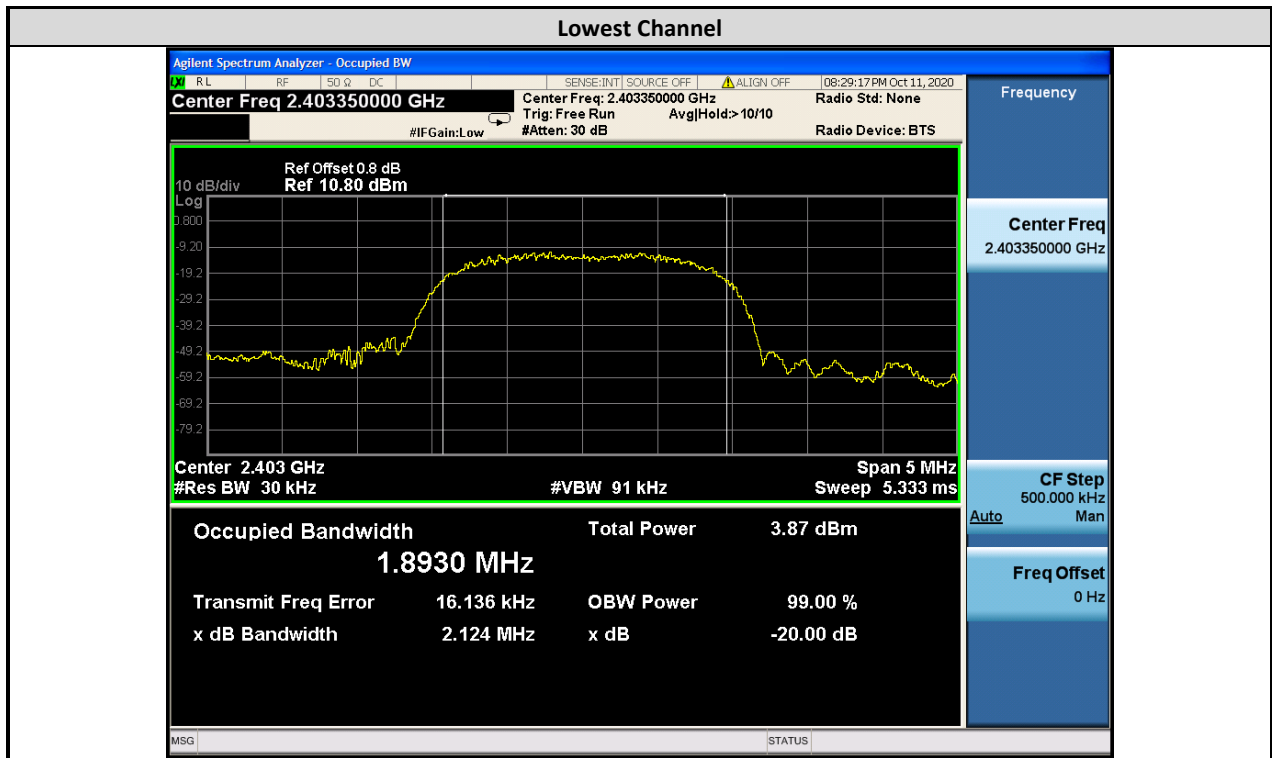 Lowest Channel
Agilent Spectrum Analyzer - Occupied BW
LXI RL RF 50 Ω DC SENSE:INT SOURCE OFF ALIGN OFF 08:29:17 PM Oct 11, 2020
Center Freq 2.403350000 GHz
Center Freq: 2.403350000 GHz
Radio Std: None
Trig: Free Run Avg|Hold:> 10/10
#IFGain:Low
#Atten: 30 dB
Radio Device: BTS
Ref Offset 0.8 dB
10 dB/div Ref 10.80 dBm
Log
0.800
-9.20
-19.2
-29.2
-39.2
-49.2
-59.2
-69.2
-79.2
Center 2.403 GHz Span 5 MHz
#Res BW 30 kHz #VBW 91 kHz Sweep 5.333 ms
Occupied Bandwidth Total Power 3.87 dBm
1.8930 MHz
Transmit Freq Error 16.136 kHz OBW Power 99.00 %
x dB Bandwidth 2.124 MHz x dB -20.00 dB
MSG STATUS
Frequency
Center Freq
2.403350000 GHz
CF Step
500.000 kHz
Auto Man
Freq Offset
0 Hz